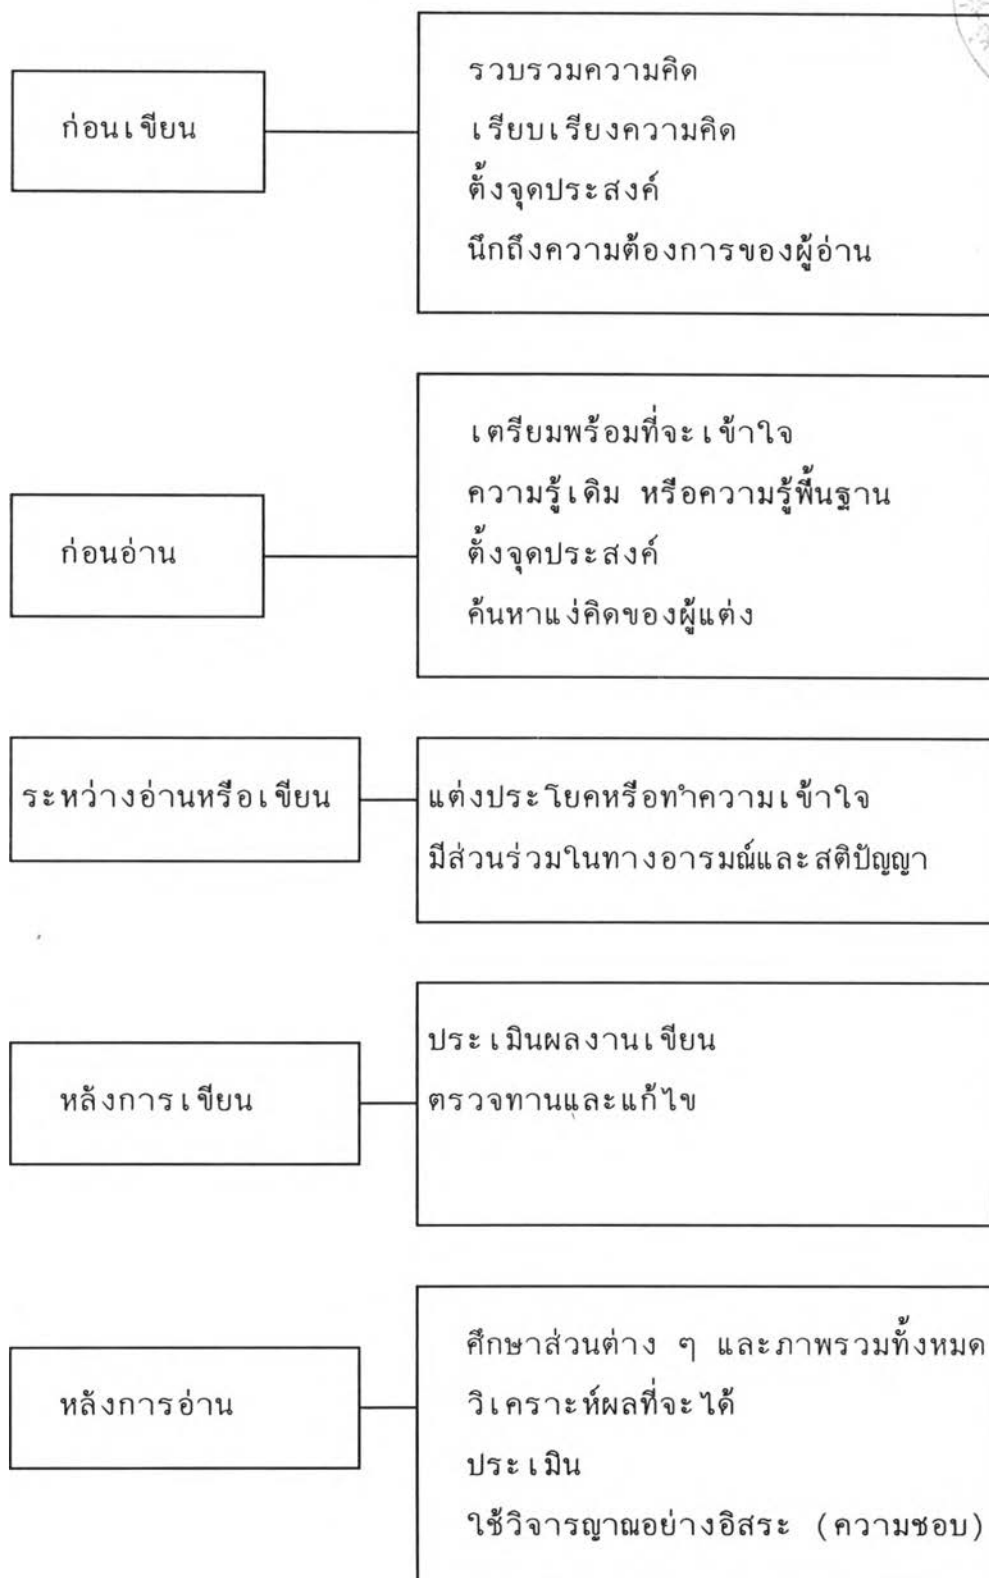 ก่อนเขียน
รวบรวมความคิด
เรียบเรียงความคิด
ตั้งจุดประสงค์
นึกถึงความต้องการของผู้อ่าน
ก่อนอ่าน
เตรียมพร้อมที่จะเข้าใจ
ความรู้เดิม หรือความรู้พื้นฐาน
ตั้งจุดประสงค์
ค้นหาแง่คิดของผู้แต่ง
ระหว่างอ่านหรือเขียน
แต่งประโยคหรือทำความเข้าใจ
มีส่วนร่วมในทางอารมณ์และสติปัญญา
หลังการเขียน
ประเมินผลงานเขียน
ตรวจทานและแก้ไข
หลังการอ่าน
ศึกษาส่วนต่าง ๆ และภาพรวมทั้งหมด
วิเคราะห์ผลที่จะได้
ประเมิน
ใช้วิจารญาณอย่างอิสระ (ความชอบ)